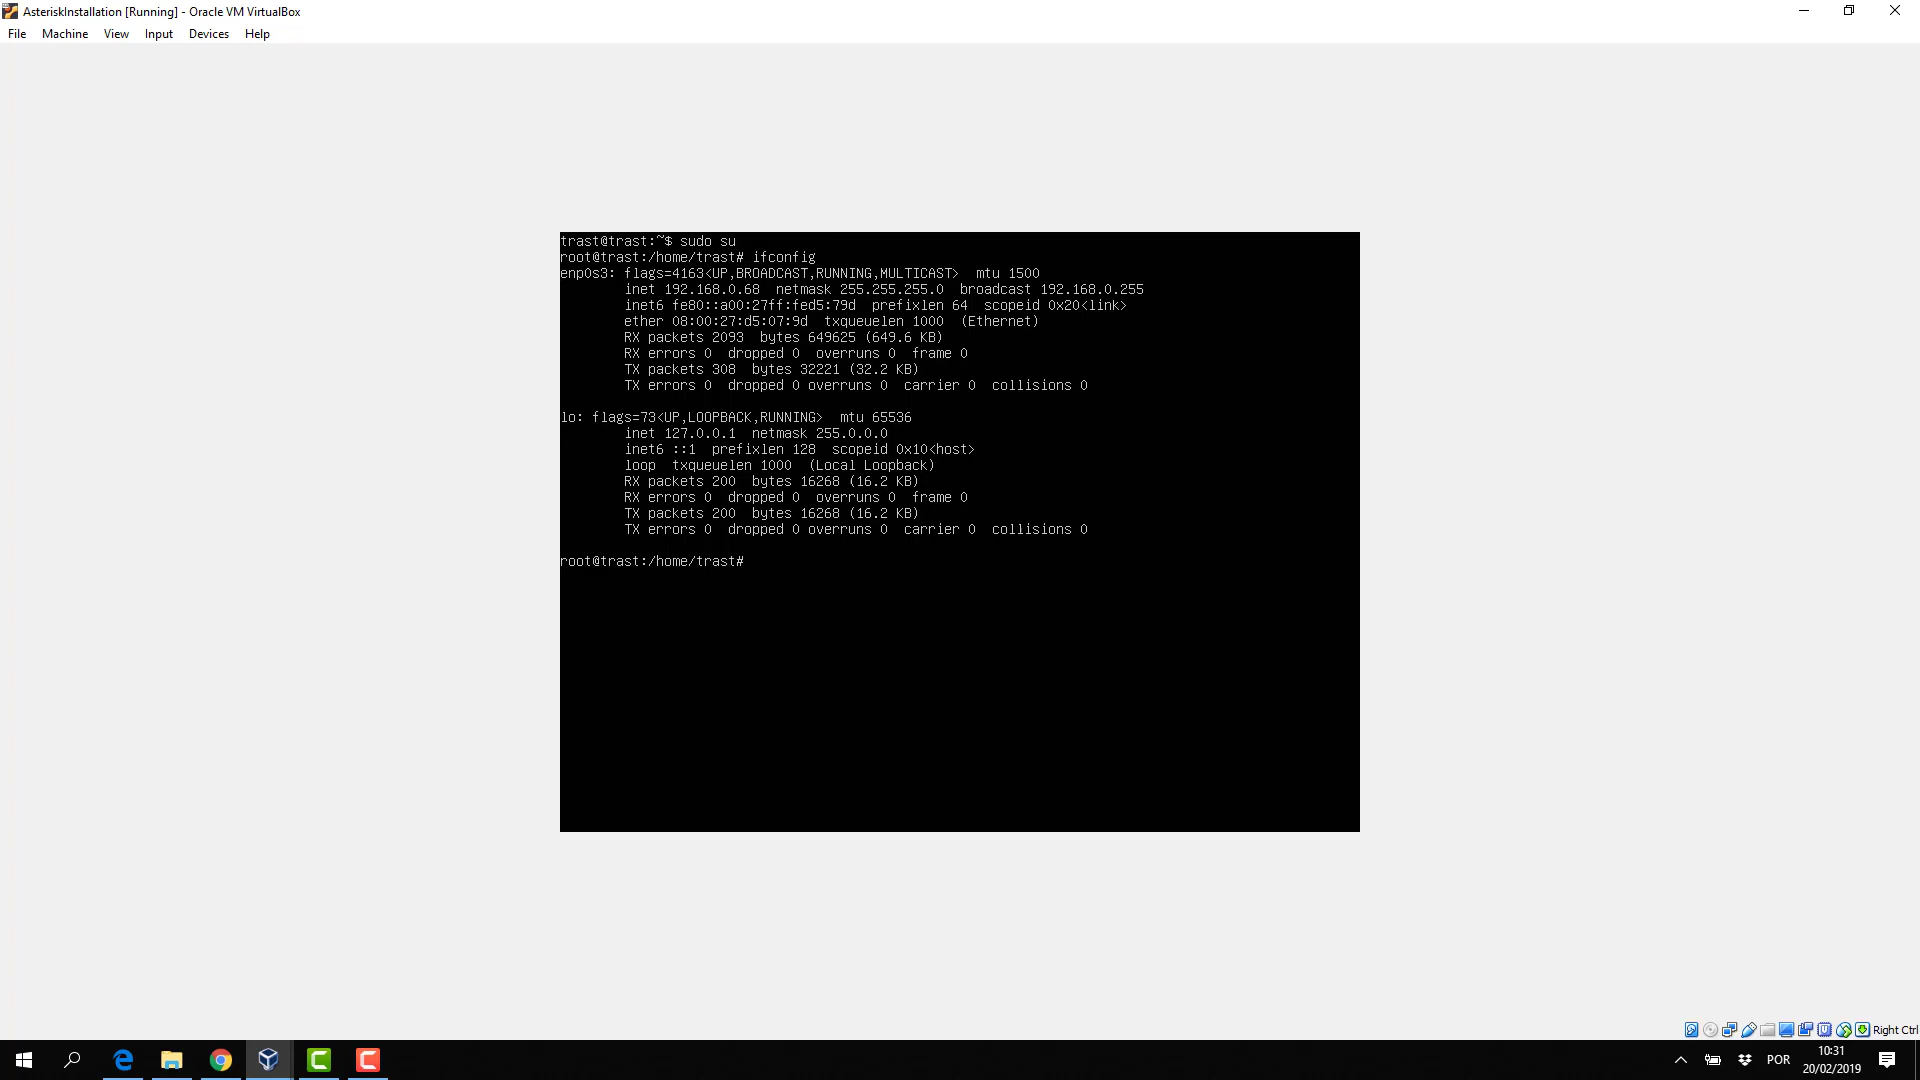 AsteriskInstallation [Running] - Oracle VM VirtualBox
File Machine View Input Devices Help
trast@trast:~$ sudo su
root@trast:/home/trast# ifconfig
enp0s3: flags=4163<UP,BROADCAST,RUNNING,MULTICAST>  mtu 1500
        inet 192.168.0.68  netmask 255.255.255.0  broadcast 192.168.0.255
        inet6 fe80::a00:27ff:fed5:79d  prefixlen 64  scopeid 0x20<link>
        ether 08:00:27:d5:07:9d  txqueuelen 1000  (Ethernet)
        RX packets 2093  bytes 649625 (649.6 KB)
        RX errors 0  dropped 0  overruns 0  frame 0
        TX packets 308  bytes 32221 (32.2 KB)
        TX errors 0  dropped 0 overruns 0  carrier 0  collisions 0
lo: flags=73<UP,LOOPBACK,RUNNING>  mtu 65536
        inet 127.0.0.1  netmask 255.0.0.0
        inet6 ::1  prefixlen 128  scopeid 0x10<host>
        loop  txqueuelen 1000  (Local Loopback)
        RX packets 200  bytes 16268 (16.2 KB)
        RX errors 0  dropped 0  overruns 0  frame 0
        TX packets 200  bytes 16268 (16.2 KB)
        TX errors 0  dropped 0 overruns 0  carrier 0  collisions 0
root@trast:/home/trast#
Right Ctrl
POR
10:31
20/02/2019